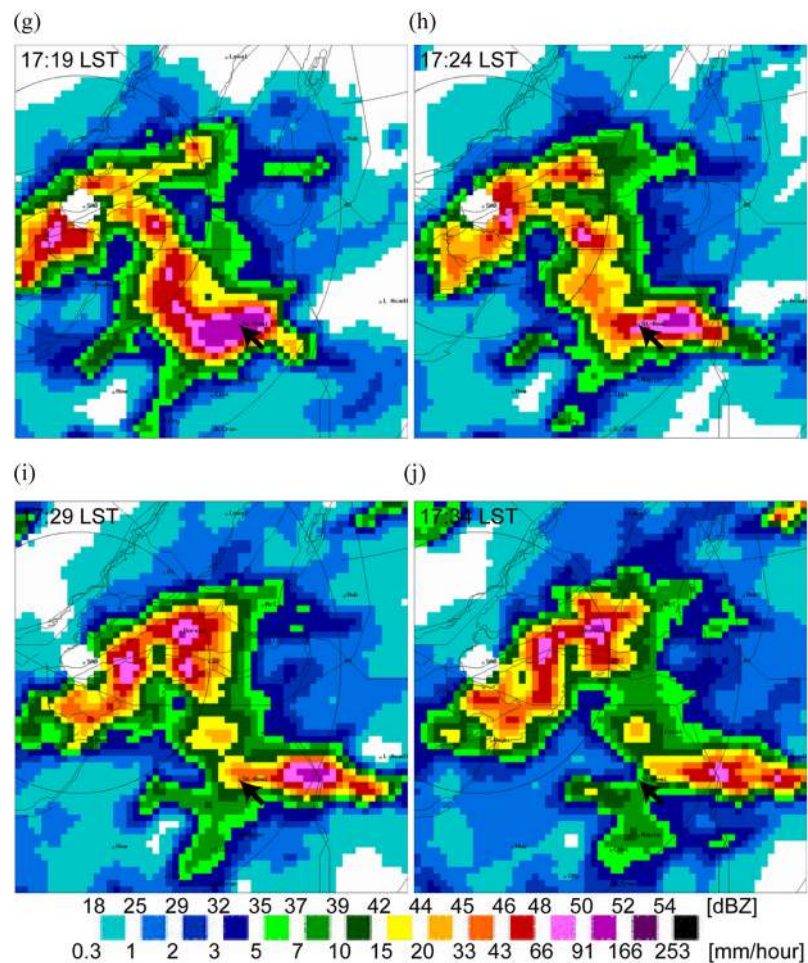 (g)
(h)
17:19 LST
17:24 LST
(i)
(j)
17:29 LST
17:34 LST
18 25 29 32 35 37 39 42 44 45 46 48 50 52 54 [dBZ]
0.3 1 2 3 5 7 10 15 20 33 43 66 91 166 253 [mm/hour]